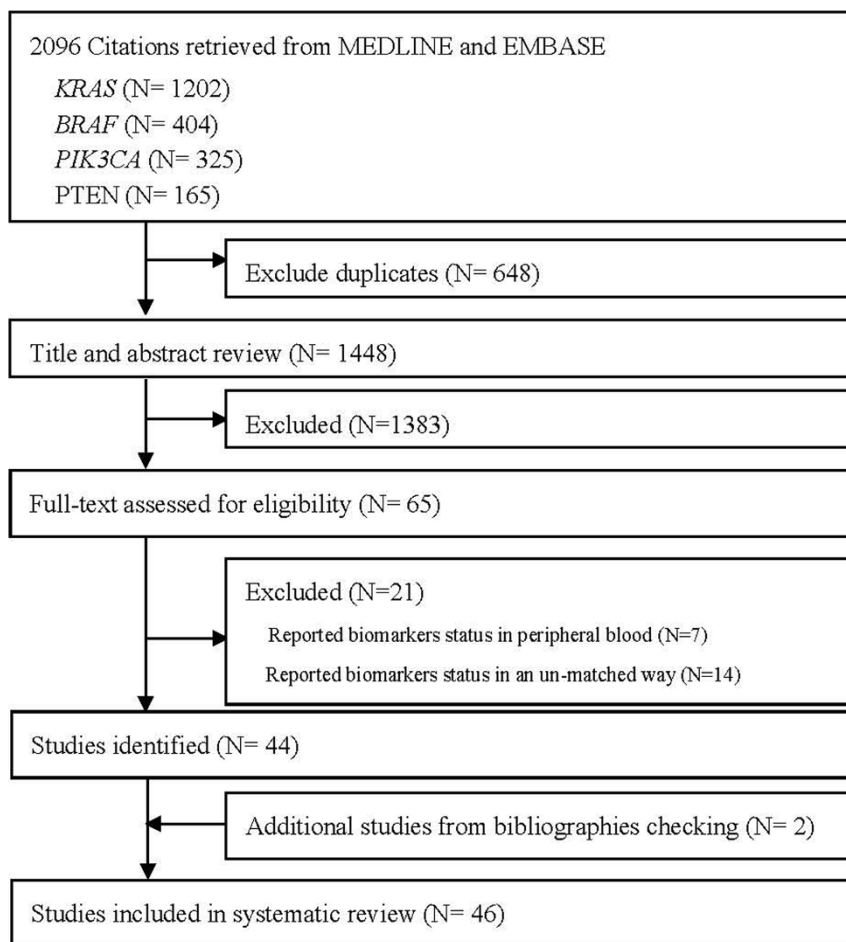 2096 Citations retrieved from MEDLINE and EMBASE
KRAS (N= 1202)
BRAF (N= 404)
PIK3CA (N= 325)
PTEN (N= 165)
Exclude duplicates (N= 648)
Title and abstract review (N= 1448)
Excluded (N=1383)
Full-text assessed for eligibility (N= 65)
Excluded (N=21)
Reported biomarkers status in peripheral blood (N=7)
Reported biomarkers status in an un-matched way (N=14)
Studies identified (N= 44)
Additional studies from bibliographies checking (N= 2)
Studies included in systematic review (N= 46)